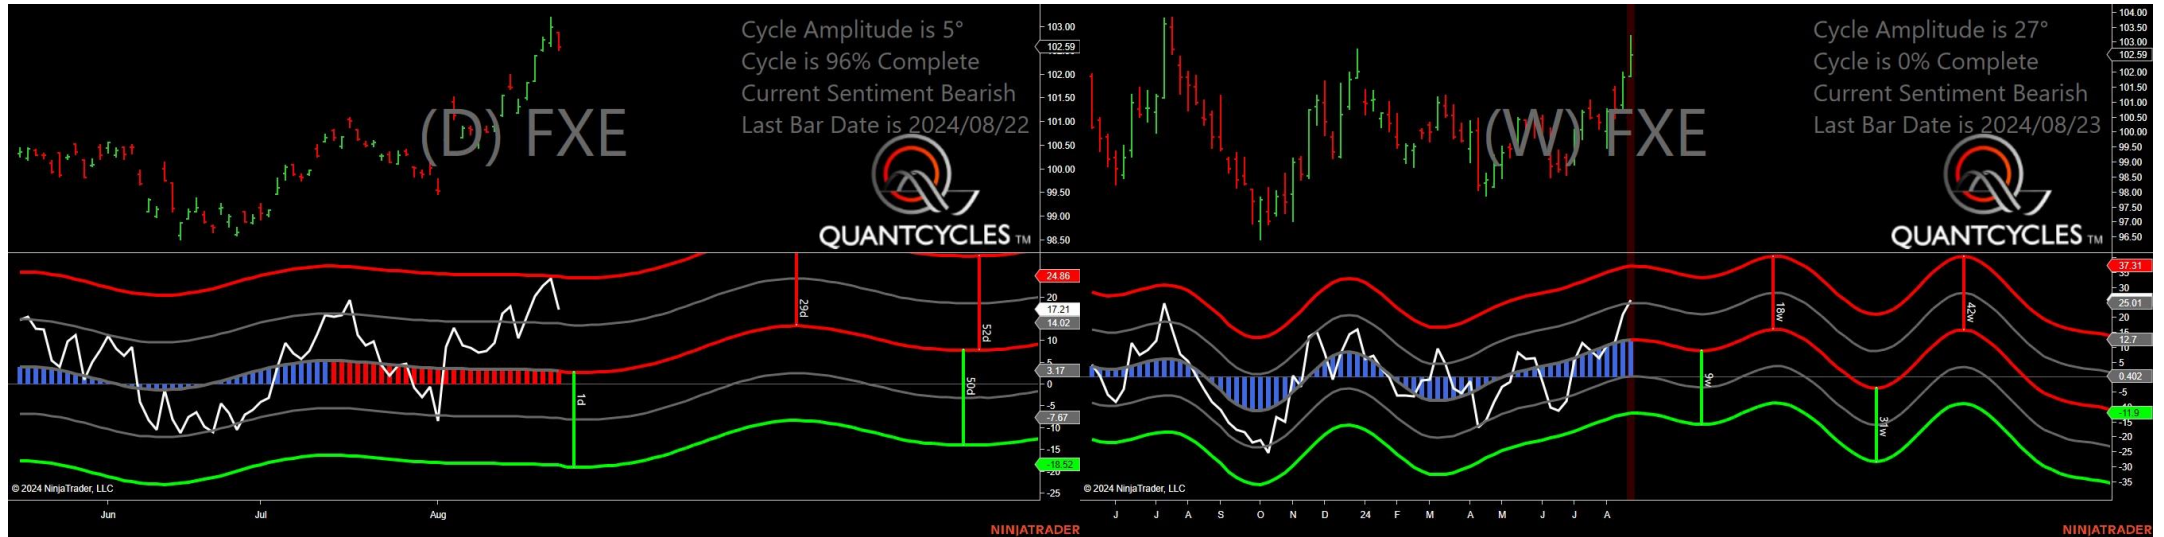 Cycle Amplitude is 5°
Cycle is 96% Complete
Current Sentiment Bearish
Last Bar Date is 2024/08/22
(D) FXE
QUANTCYCLES TM
103.00
102.59
102.00
101.50
101.00
100.50
100.00
99.50
99.00
98.50
24.86
20
17.21
14.02
10
5
3.17
0
-5
-7.67
-10
-15
-18.52
-25
29d
52d
1d
50d
© 2024 NinjaTrader, LLC
Jun Jul Aug
NINJATRADER
Cycle Amplitude is 27°
Cycle is 0% Complete
Current Sentiment Bearish
Last Bar Date is 2024/08/23
(W) FXE
QUANTCYCLES TM
104.00
103.50
103.00
102.59
102.00
101.50
101.00
100.50
100.00
99.50
99.00
98.50
98.00
97.50
97.00
96.50
37.31
30
25.01
20
12.7
5
0.402
-5
-11.9
-15
-20
-25
-30
-35
18w
42w
9w
31w
© 2024 NinjaTrader, LLC
J J A S O N D 24 F M A M J J A
NINJATRADER